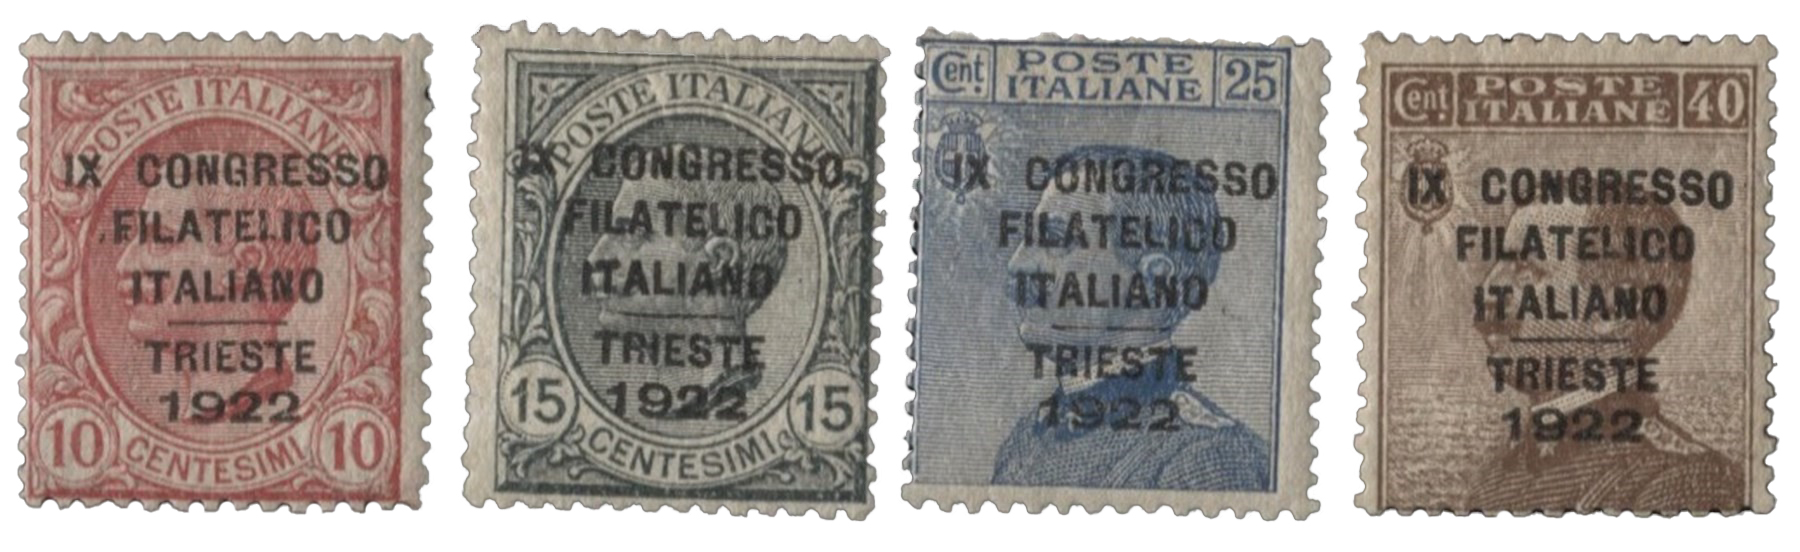 POSTE ITALIANE
IX CONGRESSO
FILATELICO
ITALIANO
TRIESTE
1922
10 CENTESIMI 10
POSTE ITALIANE
IX CONGRESSO
FILATELICO
ITALIANO
TRIESTE
1922
15 CENTESIMI 15
Cent. POSTE ITALIANE 25
IX CONGRESSO
FILATELICO
ITALIANO
TRIESTE
1922
Cent. POSTE ITALIANE 40
IX CONGRESSO
FILATELICO
ITALIANO
TRIESTE
1922